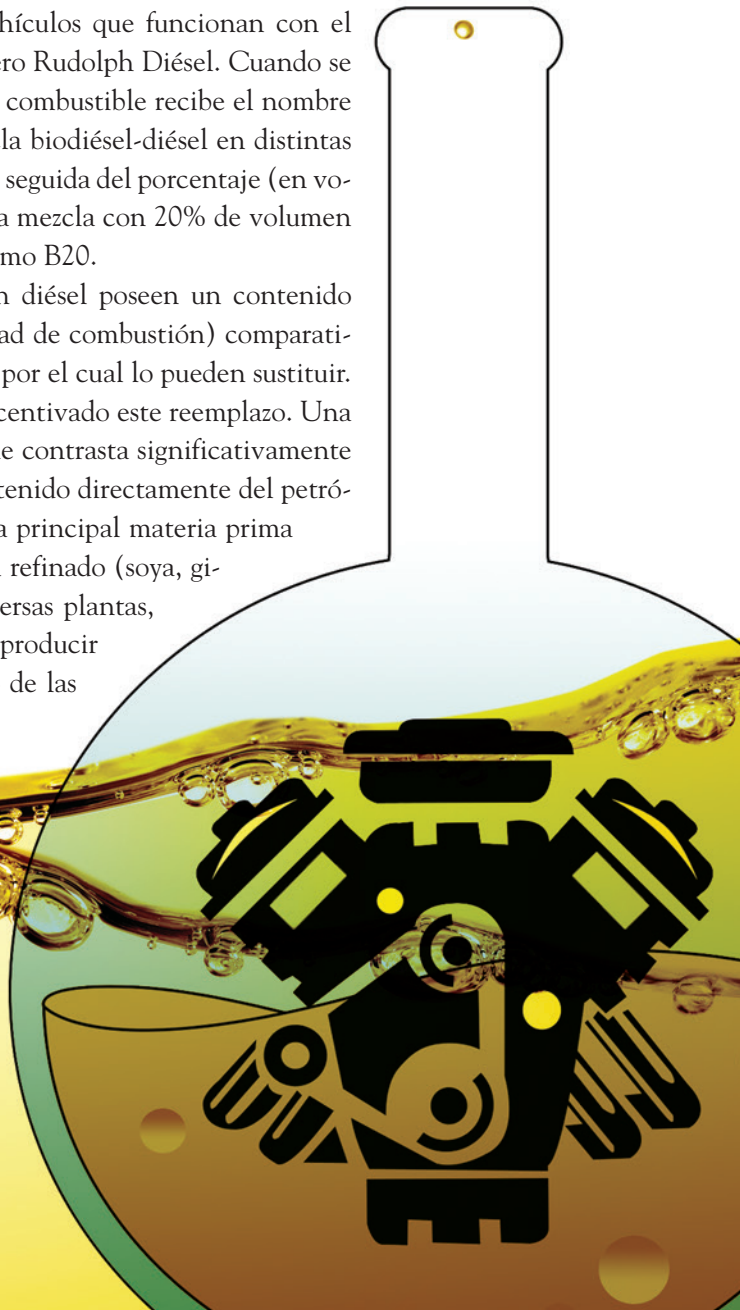 hículos que funcionan con el
ero Rudolph Diésel. Cuando se
combustible recibe el nombre
la biodiésel-diésel en distintas
seguida del porcentaje (en vo-
a mezcla con 20% de volumen
mo B20.
n diésel poseen un contenido
ad de combustión) comparati-
por el cual lo pueden sustituir.
centivado este reemplazo. Una
e contrasta significativamente
tenido directamente del petró-
a principal materia prima
refinado (soya, gi-
ersas plantas,
producir
de las